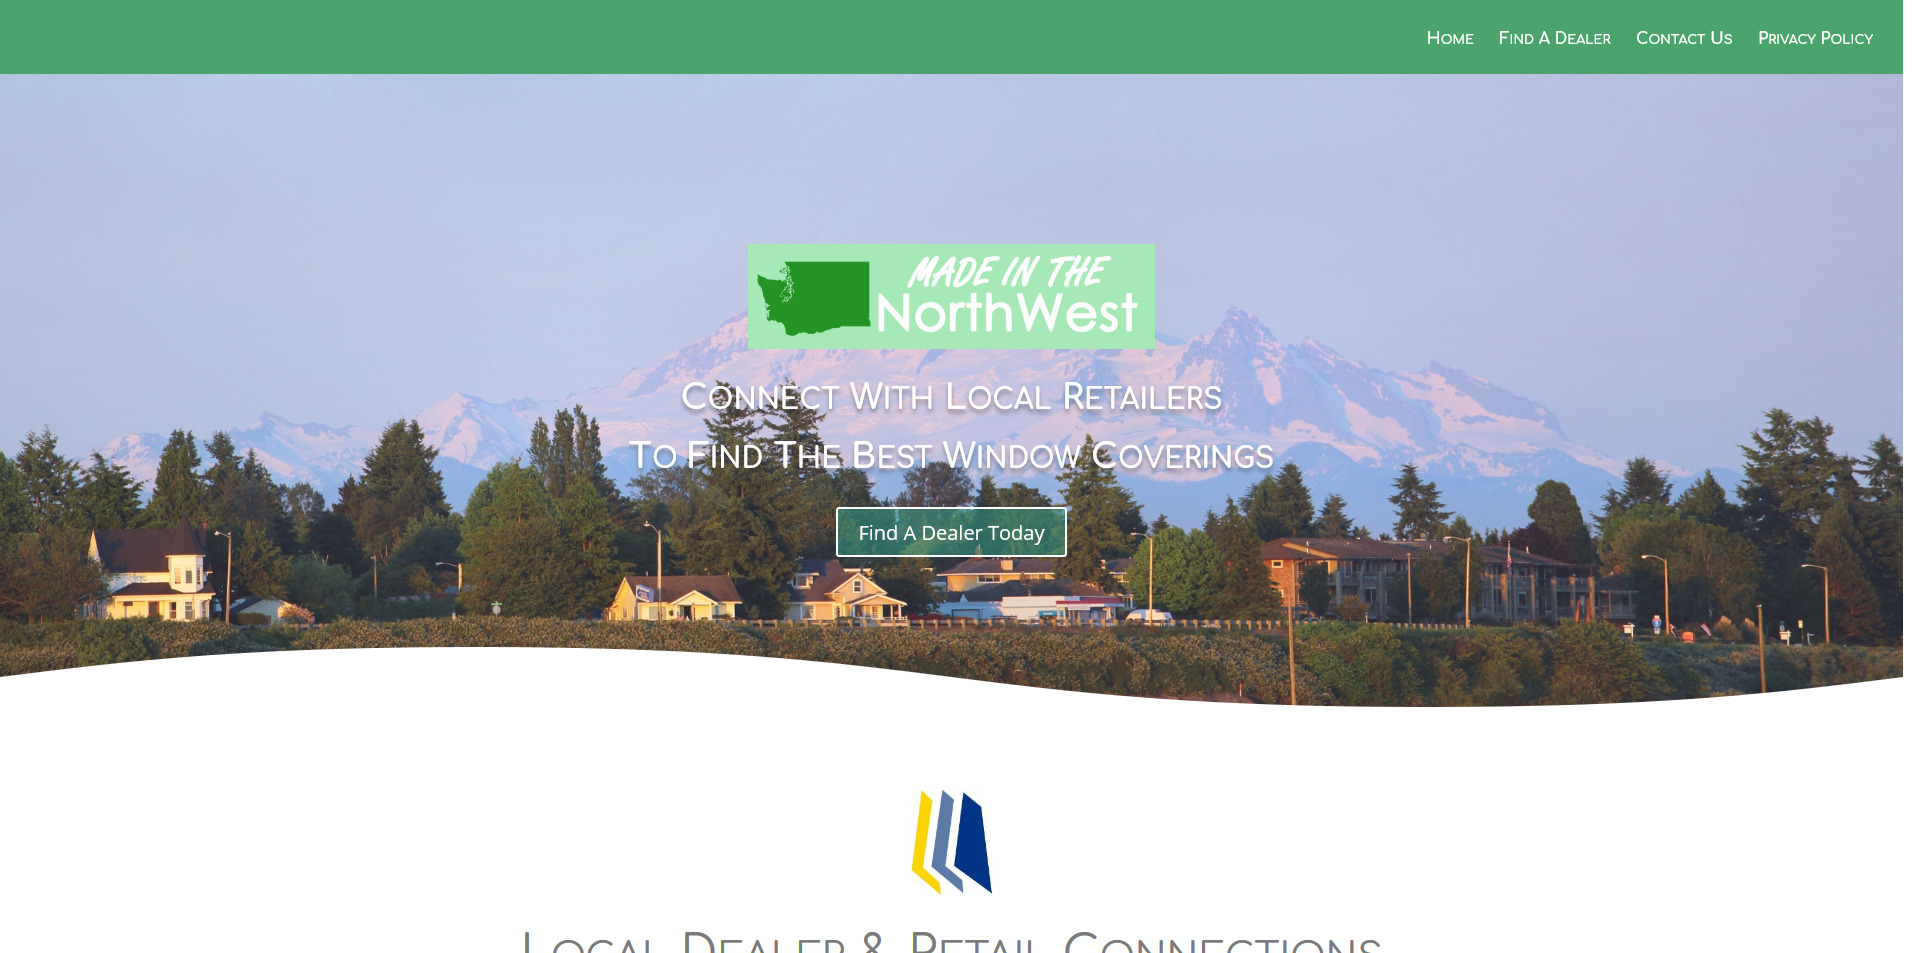 Home Find A Dealer Contact Us Privacy Policy
MADE IN THE
NorthWest
Connect With Local Retailers
To Find The Best Window Coverings
Find A Dealer Today
Local Dealer & Retail Connections